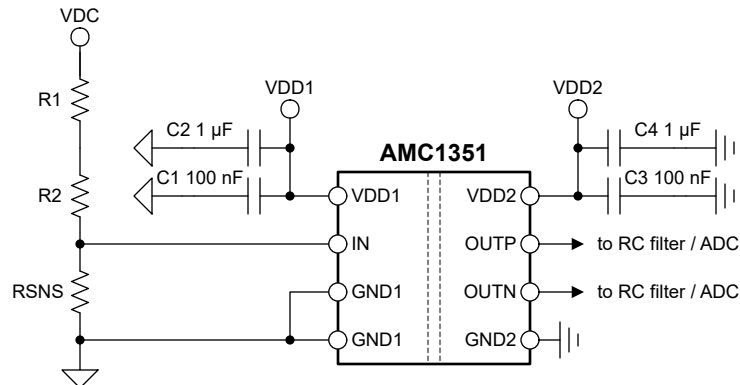 VDC
R1
R2
RSNS
VDD1
C2 1 µF
C1 100 nF
AMC1351
VDD1
IN
GND1
GND1
VDD2
OUTP
OUTN
GND2
VDD2
C4 1 µF
C3 100 nF
to RC filter / ADC
to RC filter / ADC